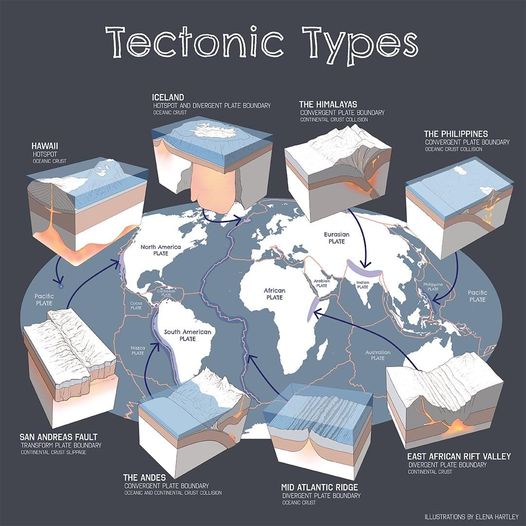 Tectonic Types
ICELAND
HOTSPOT AND DIVERGENT PLATE BOUNDARY
OCEANIC CRUST
THE HIMALAYAS
CONVERGENT PLATE BOUNDARY
CONTINENTAL CRUST COLLISION
THE PHILIPPINES
CONVERGENT PLATE BOUNDARY
OCEANIC CRUST COLLISION
HAWAII
HOTSPOT
OCEANIC CRUST
North America
PLATE
Eurasian
PLATE
Pacific
PLATE
Cocos
PLATE
African
PLATE
Arabian
PLATE
Indian
PLATE
Philippine
PLATE
Pacific
PLATE
Nazca
PLATE
South American
PLATE
Australian
PLATE
SAN ANDREAS FAULT
TRANSFORM PLATE BOUNDARY
CONTINENTAL CRUST SLIPPAGE
THE ANDES
CONVERGENT PLATE BOUNDARY
OCEANIC AND CONTINENTAL CRUST COLLISION
MID ATLANTIC RIDGE
DIVERGENT PLATE BOUNDARY
OCEANIC CRUST
EAST AFRICAN RIFT VALLEY
DIVERGENT PLATE BOUNDARY
CONTINENTAL CRUST
ILLUSTRATIONS BY ELENA HARTLEY